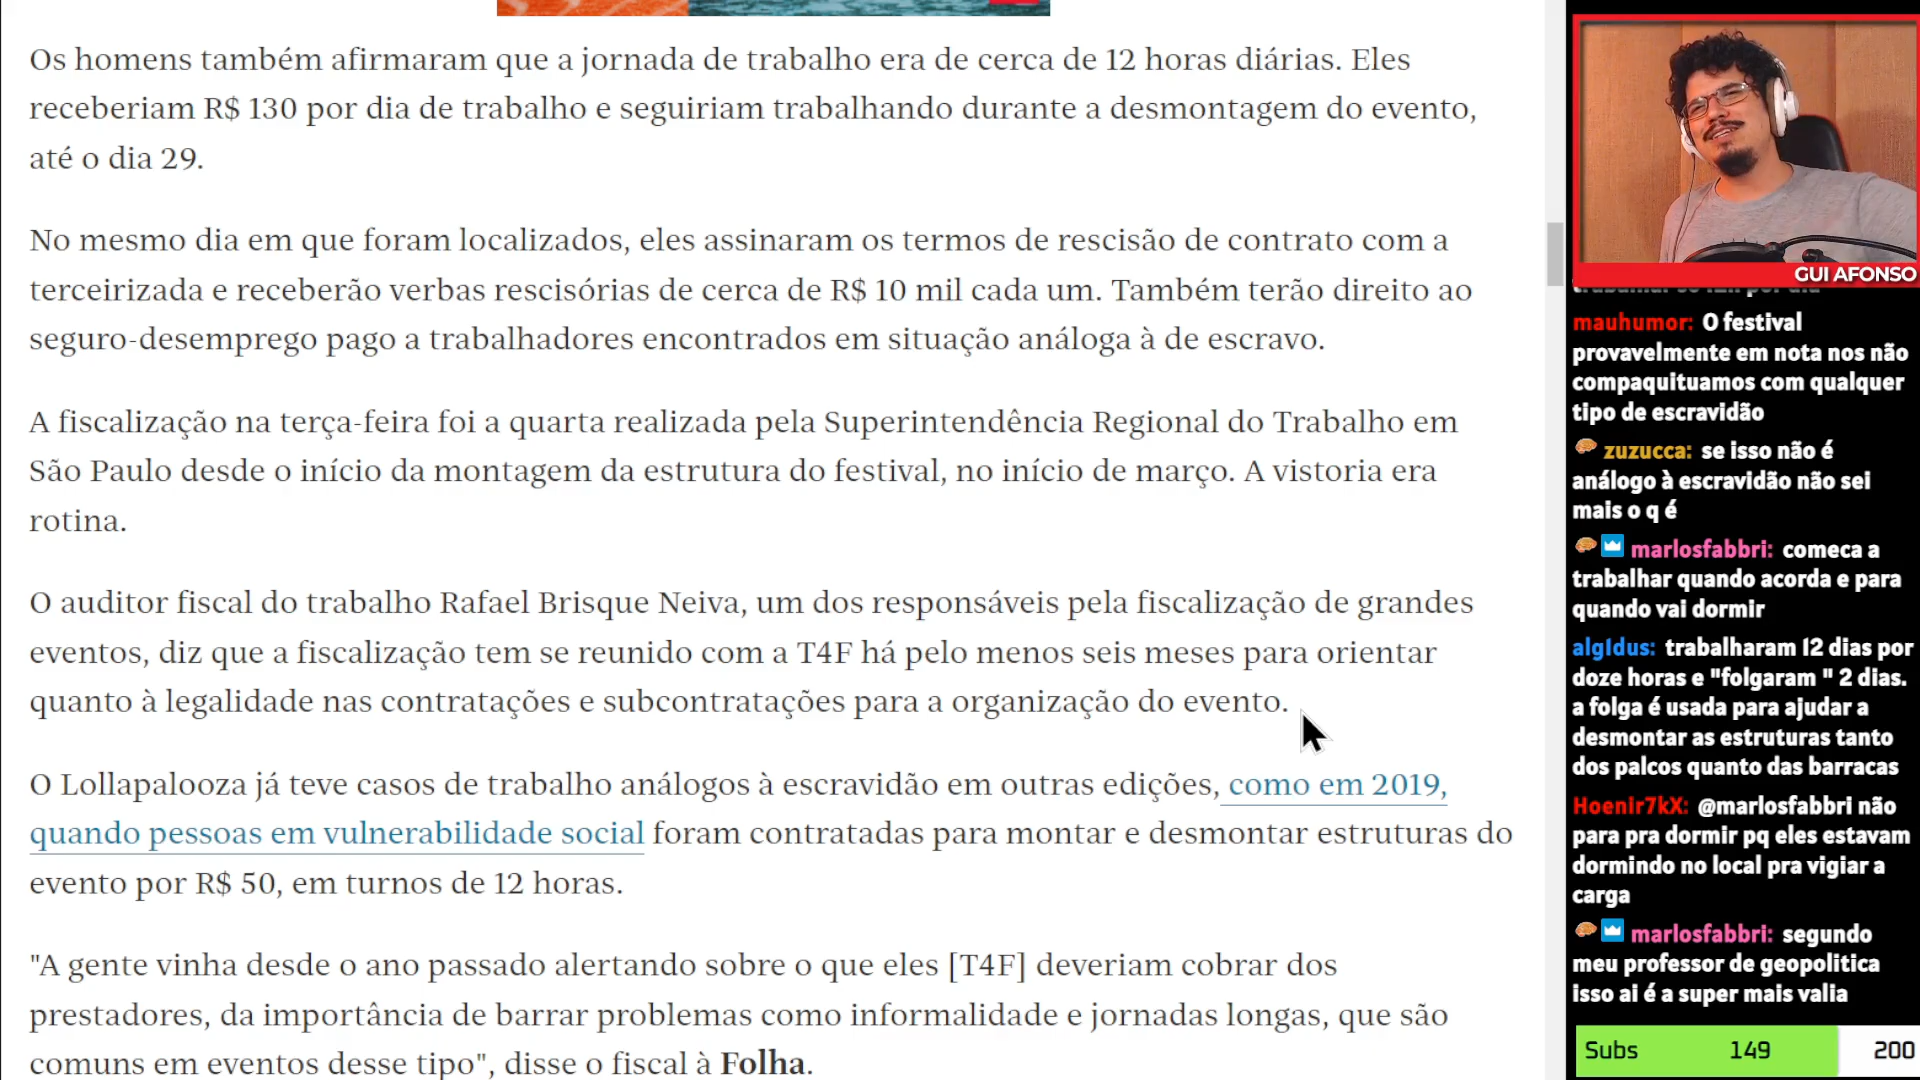 Os homens também afirmaram que a jornada de trabalho era de cerca de 12 horas diárias. Eles
receberiam R$ 130 por dia de trabalho e seguiriam trabalhando durante a desmontagem do evento,
até o dia 29.
No mesmo dia em que foram localizados, eles assinaram os termos de rescisão de contrato com a
terceirizada e receberão verbas rescisórias de cerca de R$ 10 mil cada um. Também terão direito ao
seguro-desemprego pago a trabalhadores encontrados em situação análoga à de escravo.
A fiscalização na terça-feira foi a quarta realizada pela Superintendência Regional do Trabalho em
São Paulo desde o início da montagem da estrutura do festival, no início de março. A vistoria era
rotina.
O auditor fiscal do trabalho Rafael Brisque Neiva, um dos responsáveis pela fiscalização de grandes
eventos, diz que a fiscalização tem se reunido com a T4F há pelo menos seis meses para orientar
quanto à legalidade nas contratações e subcontratações para a organização do evento.
O Lollapalooza já teve casos de trabalho análogos à escravidão em outras edições, como em 2019,
quando pessoas em vulnerabilidade social foram contratadas para montar e desmontar estruturas do
evento por R$ 50, em turnos de 12 horas.
"A gente vinha desde o ano passado alertando sobre o que eles [T4F] deveriam cobrar dos
prestadores, da importância de barrar problemas como informalidade e jornadas longas, que são
comuns em eventos desse tipo", disse o fiscal à Folha.
GUI AFONSO
mauhumor: O festival
provavelmente em nota nos não
compaquituamos com qualquer
tipo de escravidão
zuzucca: se isso não é
análogo à escravidão não sei
mais o q é
marlosfabbri: comeca a
trabalhar quando acorda e para
quando vai dormir
alg1dus: trabalharam 12 dias por
doze horas e "folgaram " 2 dias.
a folga é usada para ajudar a
desmontar as estruturas tanto
dos palcos quanto das barracas
Hoenir7kX: @marlosfabbri não
para pra dormir pq eles estavam
dormindo no local pra vigiar a
carga
marlosfabbri: segundo
meu professor de geopolitica
isso ai é a super mais valia
Subs 149 200